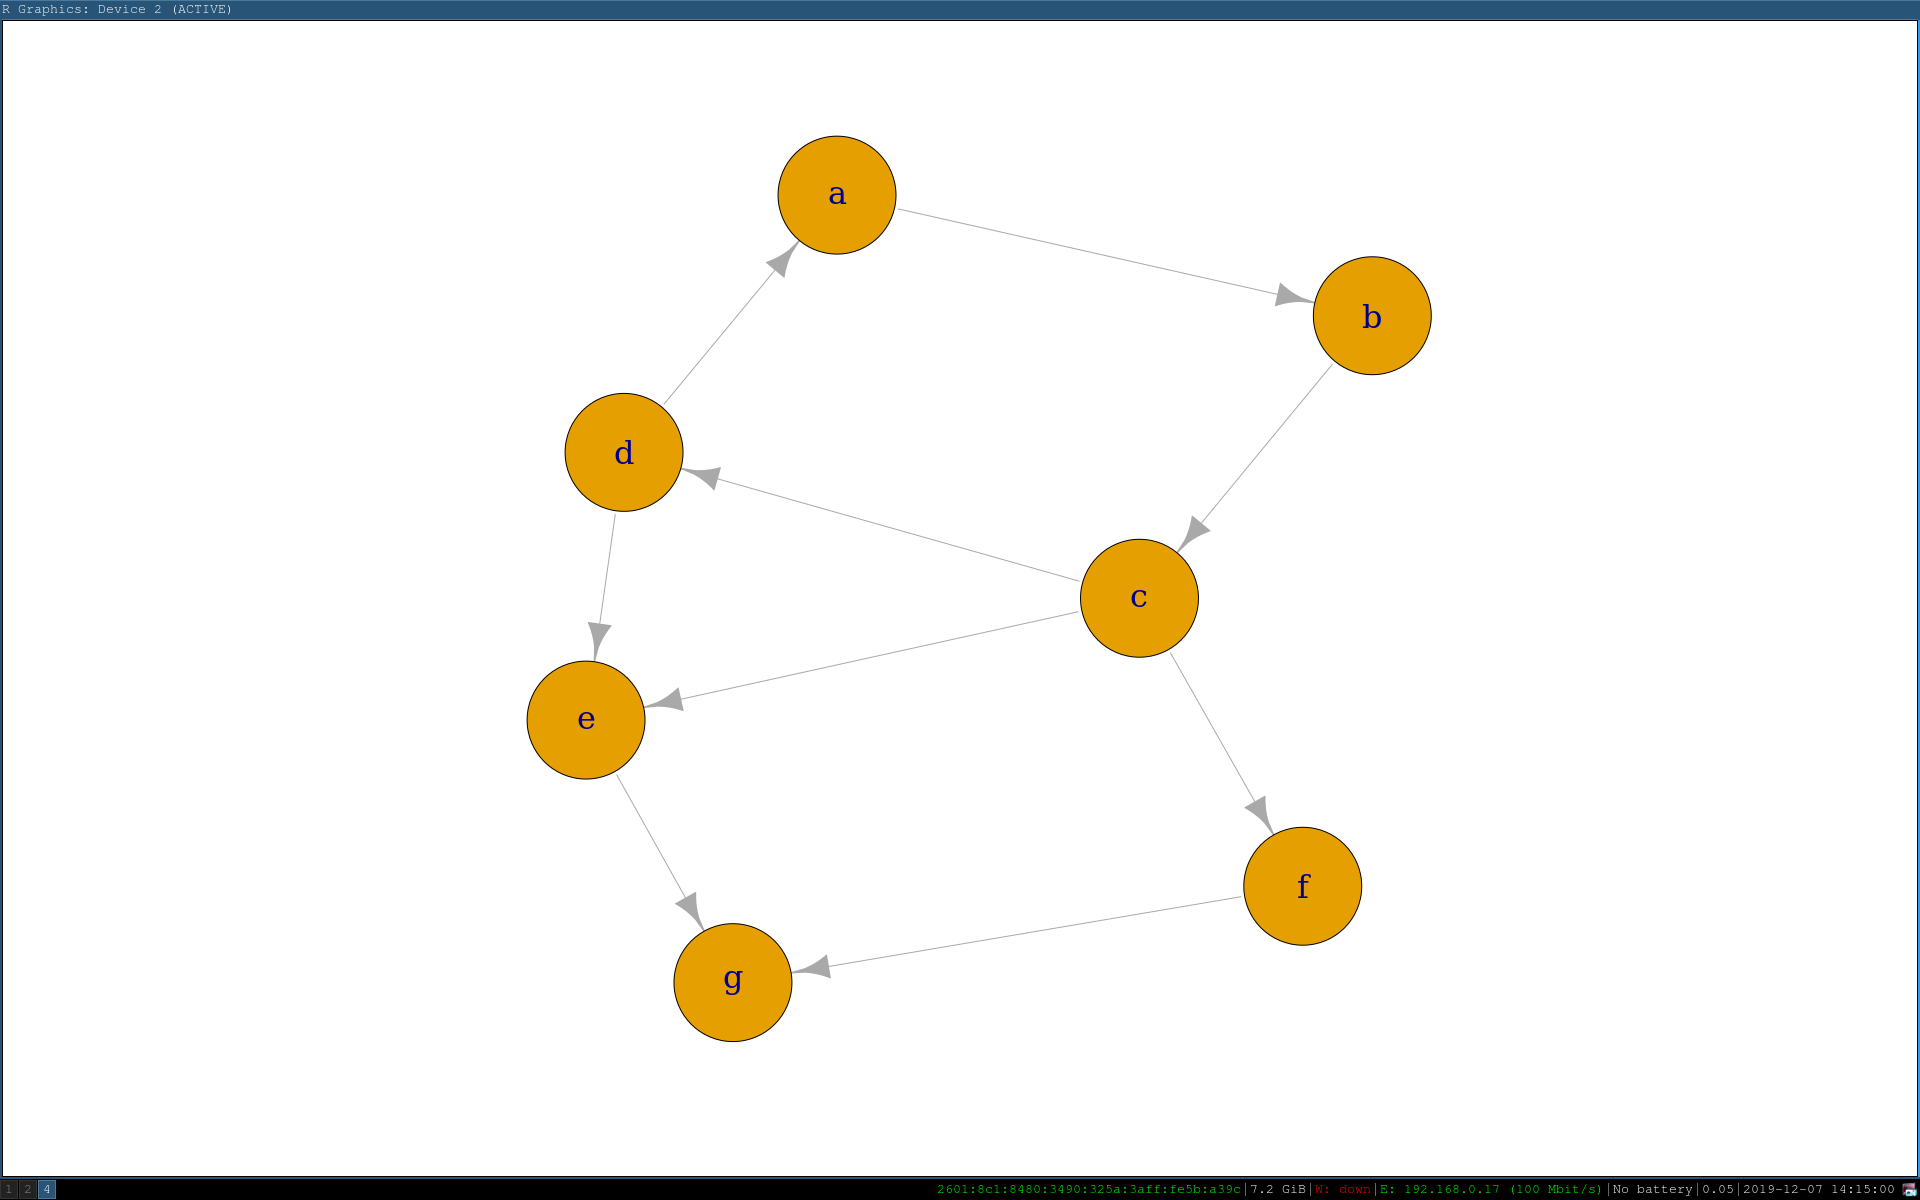 R Graphics: Device 2 (ACTIVE)
a
b
d
c
e
f
g
1 2 4 2601:8c1:8480:3490:325a:3aff:fe5b:a39c|7.2 GiB|W: down|E: 192.168.0.17 (100 Mbit/s)|No battery|0.05|2019-12-07 14:15:00